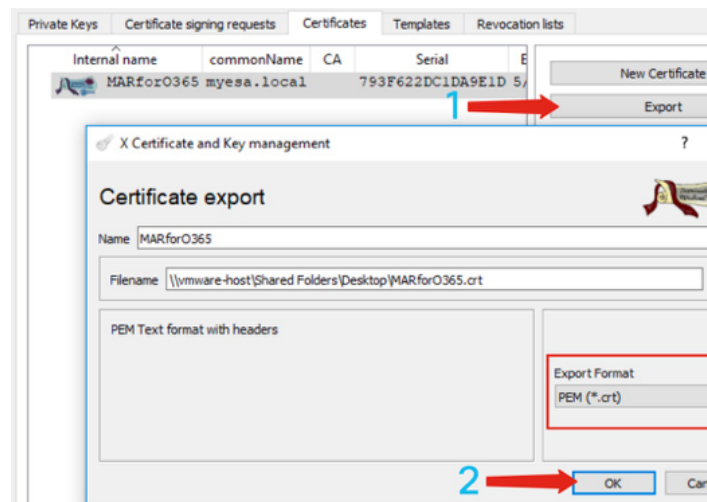 Private Keys Certificate signing requests Certificates Templates Revocation lists
Internal name commonName CA Serial
MARforO365 myesa.local 793F622DC1DA9E1D 5/
New Certificate
1
Export
X Certificate and Key management ?
Certificate export
Name MARforO365
Filename \\vmware-host\Shared Folders\Desktop\MARforO365.crt
PEM Text format with headers
Export Format
PEM (*.crt)
2
OK Can